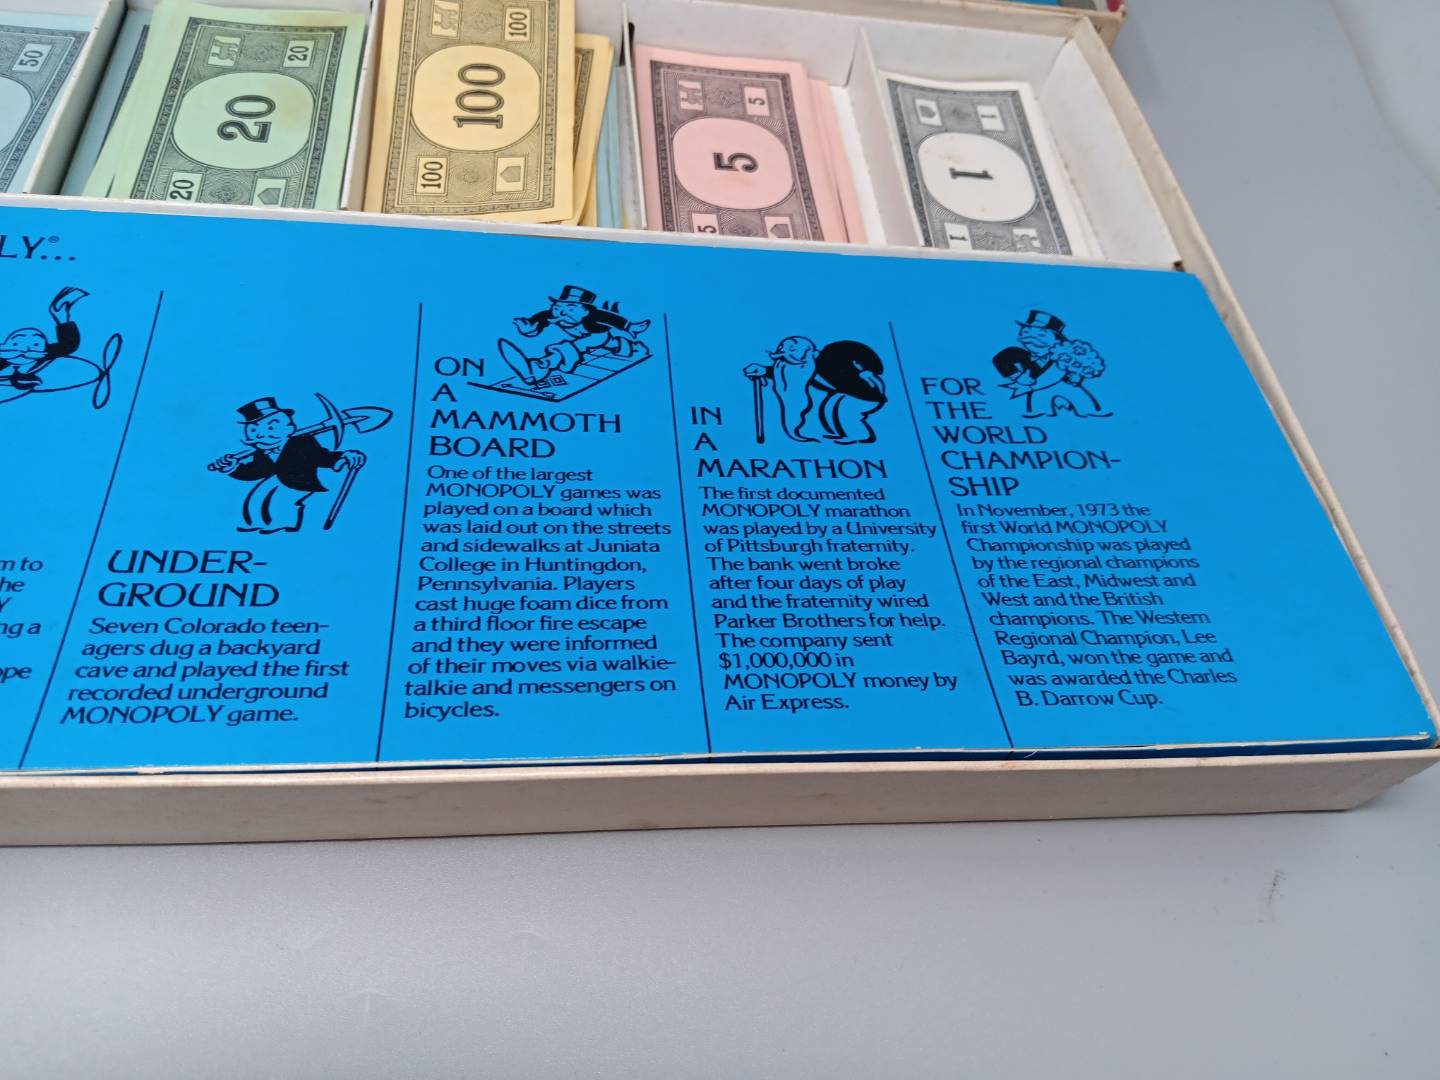 50
20
20
20
100
100
100
5
5
5
1
1
1
LY®...
m to
he
Y
ng a
ope
UNDER-
GROUND
Seven Colorado teen-
agers dug a backyard
cave and played the first
recorded underground
MONOPOLY game.
ON
A
MAMMOTH
BOARD
One of the largest
MONOPOLY games was
played on a board which
was laid out on the streets
and sidewalks at Juniata
College in Huntingdon,
Pennsylvania. Players
cast huge foam dice from
a third floor fire escape
and they were informed
of their moves via walkie-
talkie and messengers on
bicycles.
IN
A
MARATHON
The first documented
MONOPOLY marathon
was played by a University
of Pittsburgh fraternity.
The bank went broke
after four days of play
and the fraternity wired
Parker Brothers for help.
The company sent
$1,000,000 in
MONOPOLY money by
Air Express.
FOR
THE
WORLD
CHAMPION-
SHIP
In November, 1973 the
first World MONOPOLY
Championship was played
by the regional champions
of the East, Midwest and
West and the British
champions. The Western
Regional Champion, Lee
Bayrd, won the game and
was awarded the Charles
B. Darrow Cup.